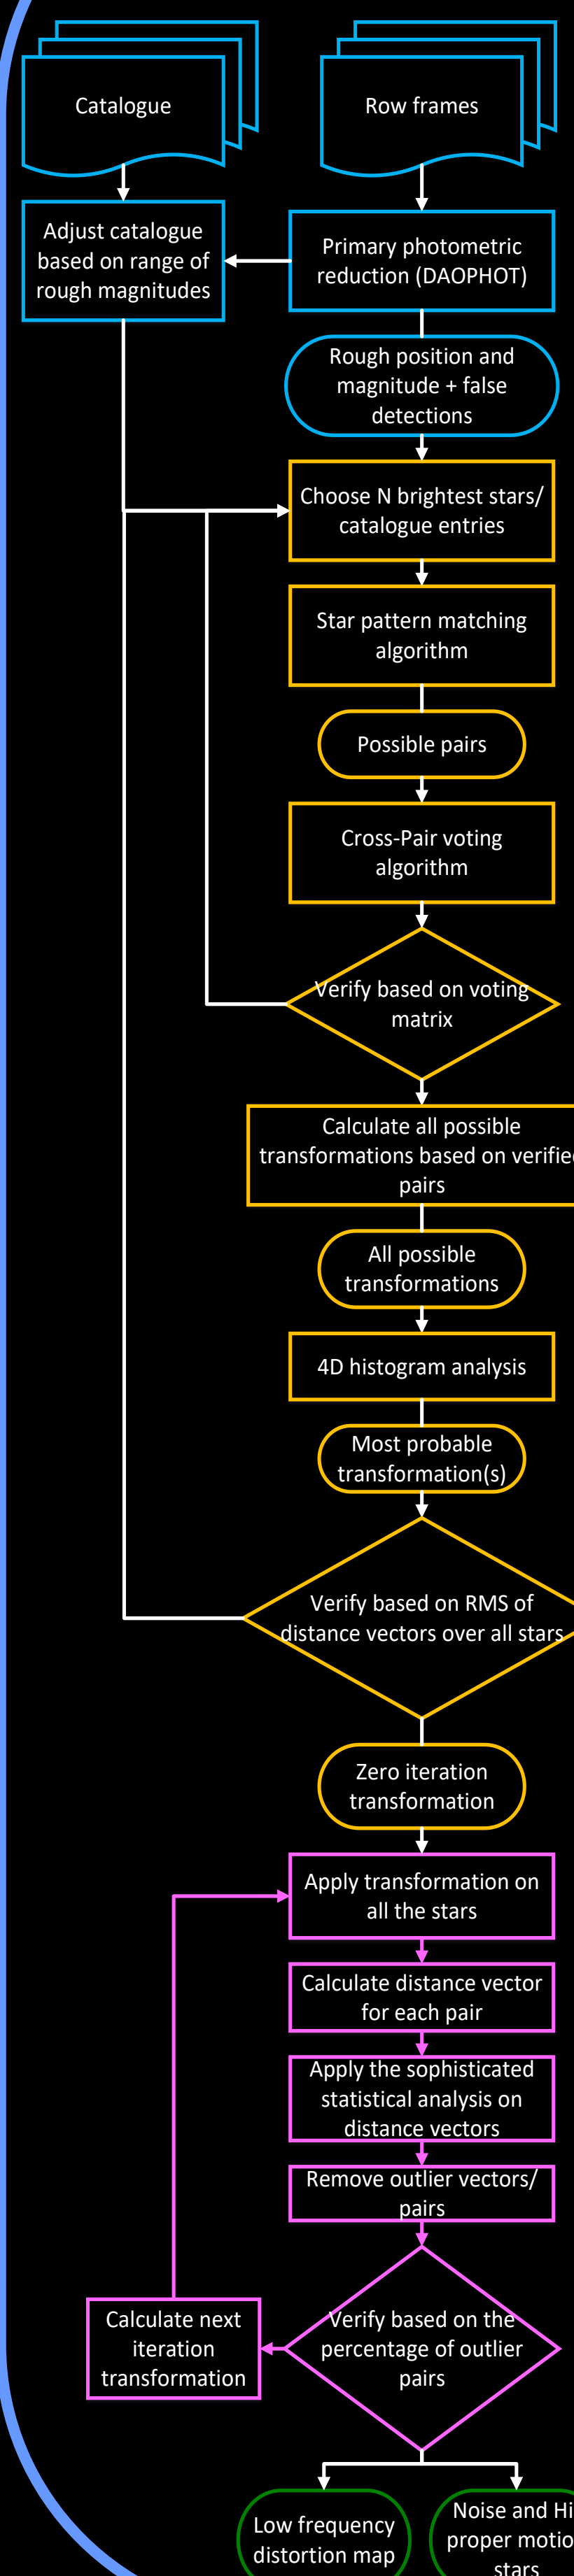 Catalogue
Row frames
Adjust catalogue
based on range of
rough magnitudes
Primary photometric
reduction (DAOPHOT)
Rough position and
magnitude + false
detections
Choose N brightest stars/
catalogue entries
Star pattern matching
algorithm
Possible pairs
Cross-Pair voting
algorithm
Verify based on voting
matrix
Calculate all possible
transformations based on verifie
pairs
All possible
transformations
4D histogram analysis
Most probable
transformation(s)
Verify based on RMS of
distance vectors over all stars
Zero iteration
transformation
Apply transformation on
all the stars
Calculate distance vector
for each pair
Apply the sophisticated
statistical analysis on
distance vectors
Remove outlier vectors/
pairs
Verify based on the
percentage of outlier
pairs
Calculate next
iteration
transformation
Low frequency
distortion map
Noise and Hi
proper motio
stars